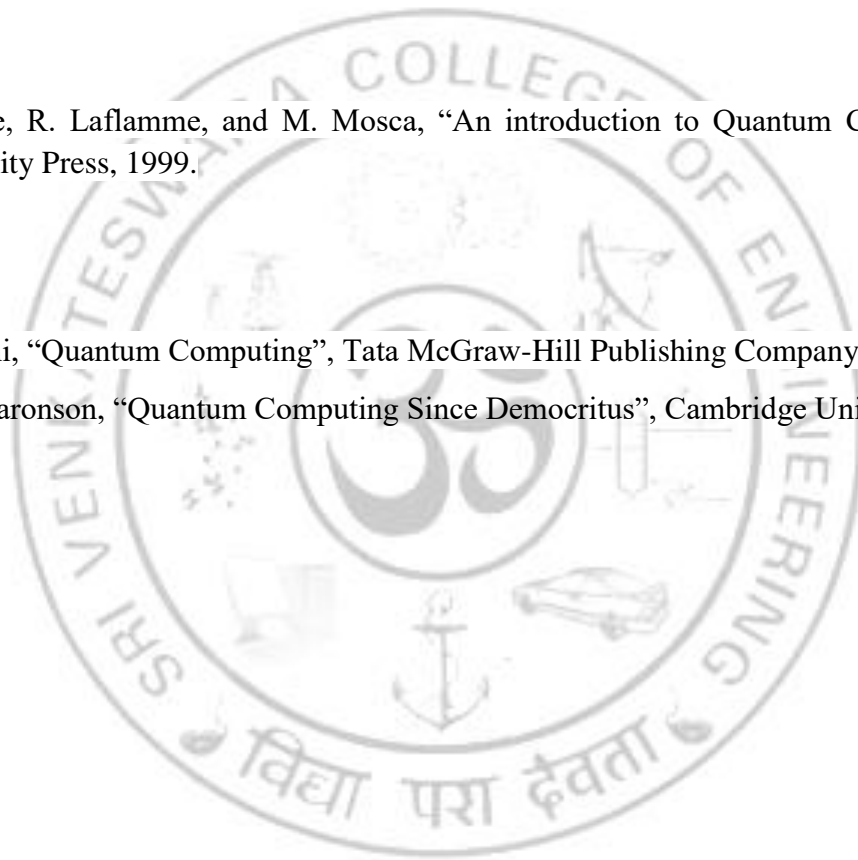 e, R. Laflamme, and M. Mosca, “An introduction to Quantum C
ity Press, 1999.
i, “Quantum Computing”, Tata McGraw-Hill Publishing Company
aronson, “Quantum Computing Since Democritus”, Cambridge Uni
SRI VENKATESWARA COLLEGE OF ENGINEERING
विद्या परा देवता
ॐ